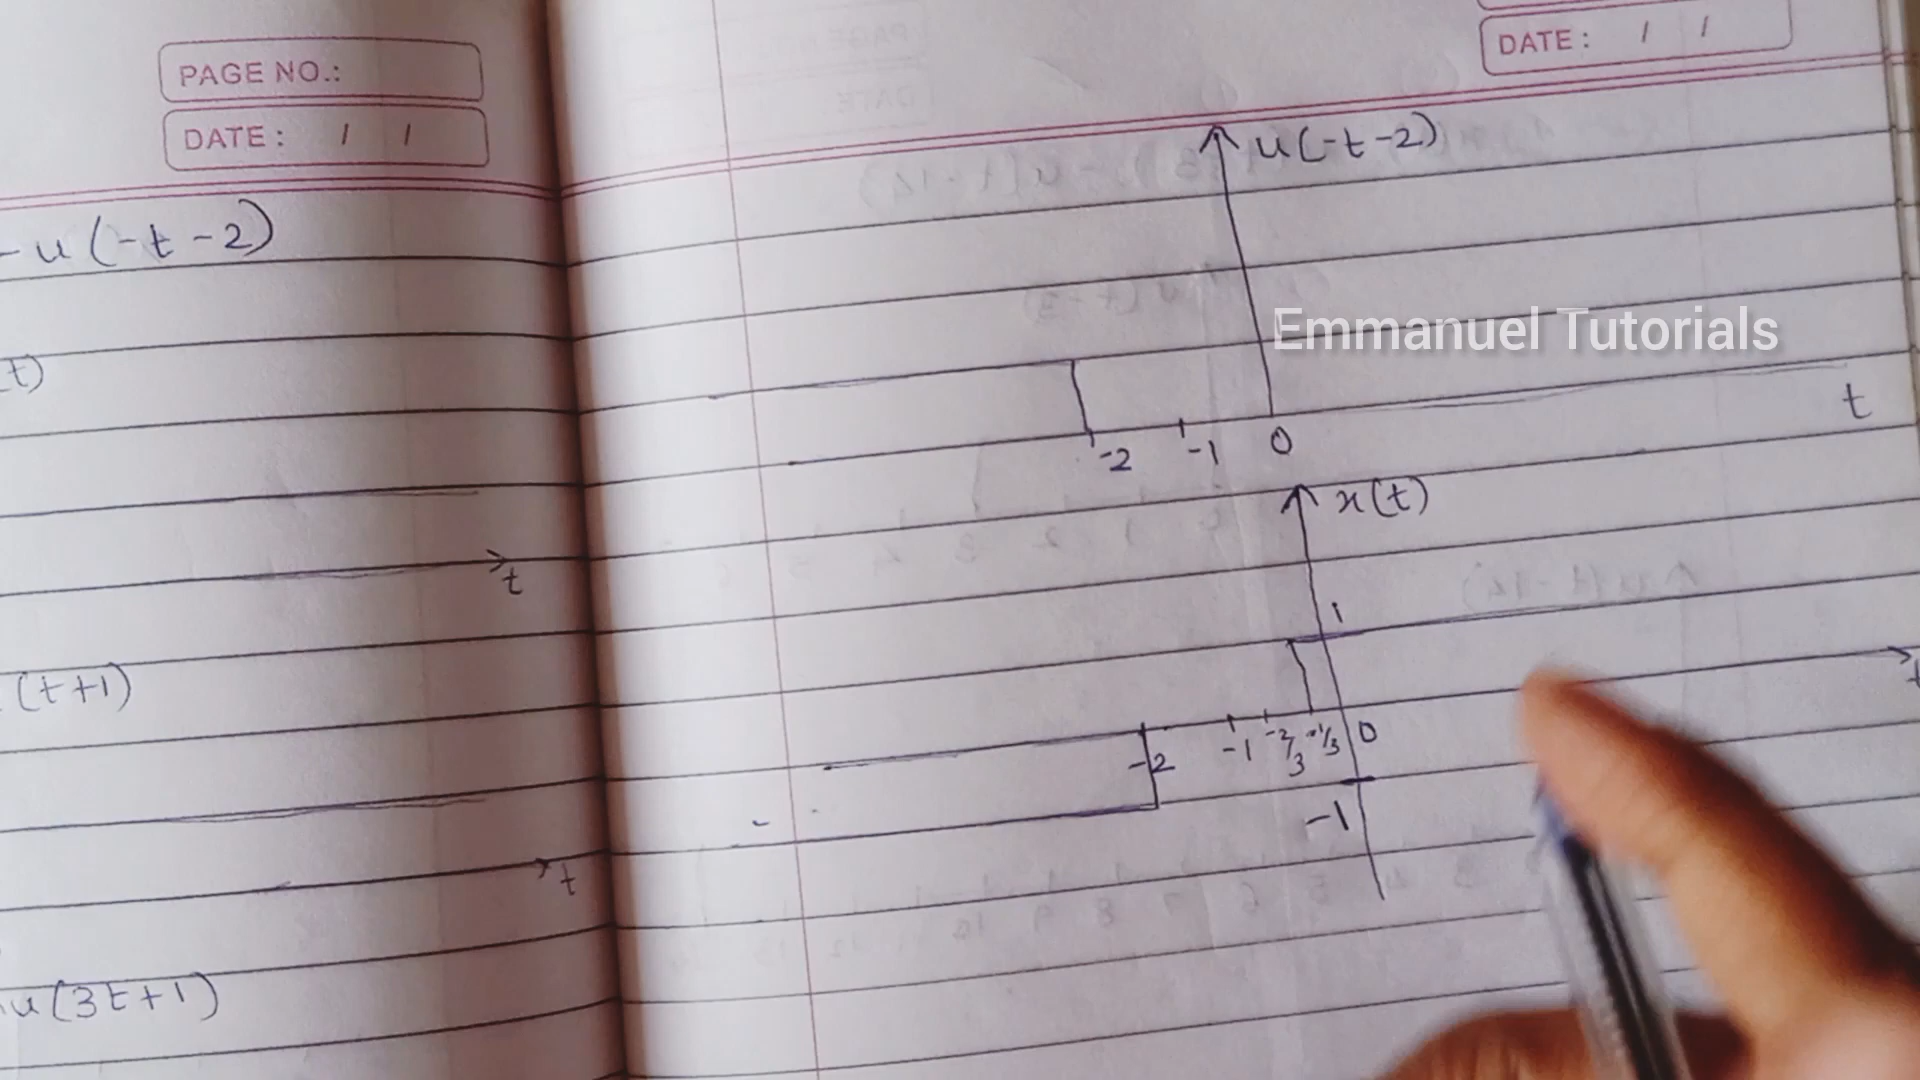 PAGE NO.:
DATE: / /
- u(-t-2)
t)
t
(t+1)
t
u(3t+1)
DATE: / /
u(-t-2)
Emmanuel Tutorials
t
-2 -1 0
x(t)
1
t
-2 -1 -2/3 -1/3 0
-1